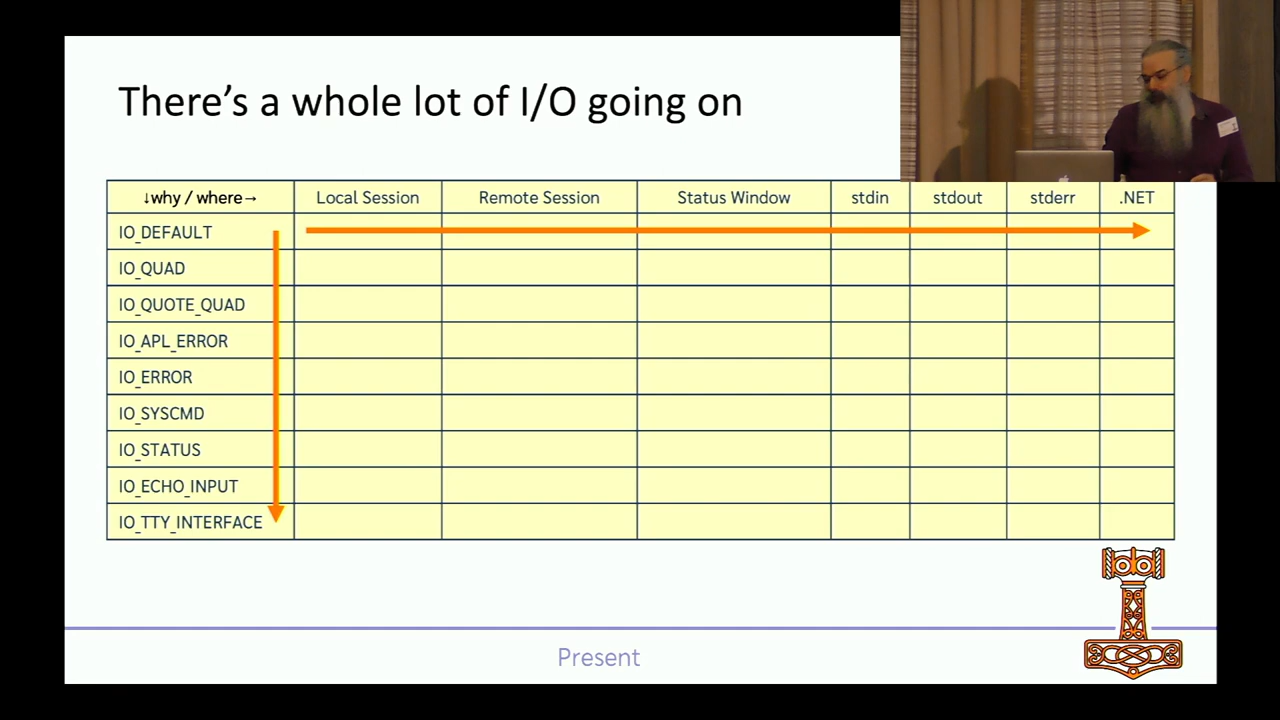 There's a whole lot of I/O going on
↓why / where→ Local Session Remote Session Status Window stdin stdout stderr .NET
IO_DEFAULT
IO_QUAD
IO_QUOTE_QUAD
IO_APL_ERROR
IO_ERROR
IO_SYSCMD
IO_STATUS
IO_ECHO_INPUT
IO_TTY_INTERFACE
Present